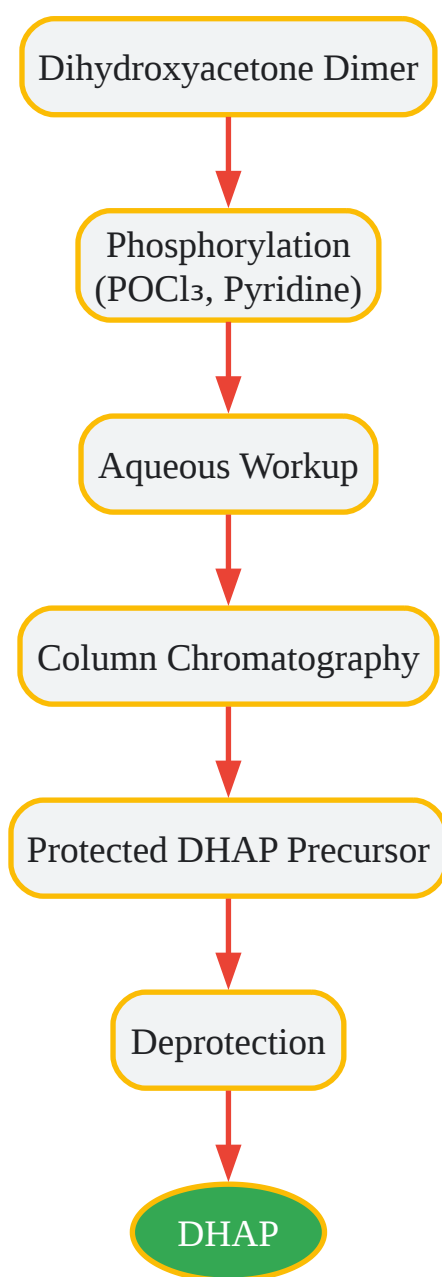 Dihydroxyacetone Dimer
Phosphorylation
(POCl₃, Pyridine)
Aqueous Workup
Column Chromatography
Protected DHAP Precursor
Deprotection
DHAP